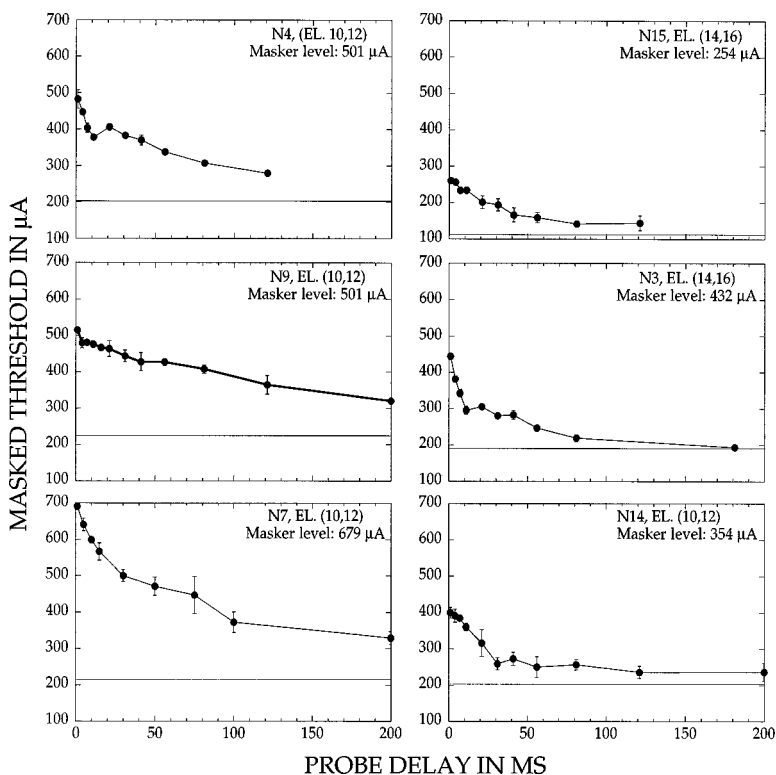 700
600
500
400
300
200
100
N4, (EL. 10,12)
Masker level: 501 µA
700
600
500
400
300
200
100
N15, EL. (14,16)
Masker level: 254 µA
700
600
500
400
300
200
100
N9, EL. (10,12)
Masker level: 501 µA
700
600
500
400
300
200
100
N3, EL. (14,16)
Masker level: 432 µA
700
600
500
400
300
200
100
N7, EL. (10,12)
Masker level: 679 µA
0 50 100 150 200
700
600
500
400
300
200
100
N14, EL. (10,12)
Masker level: 354 µA
0 50 100 150 200
MASKED THRESHOLD IN µA
PROBE DELAY IN MS